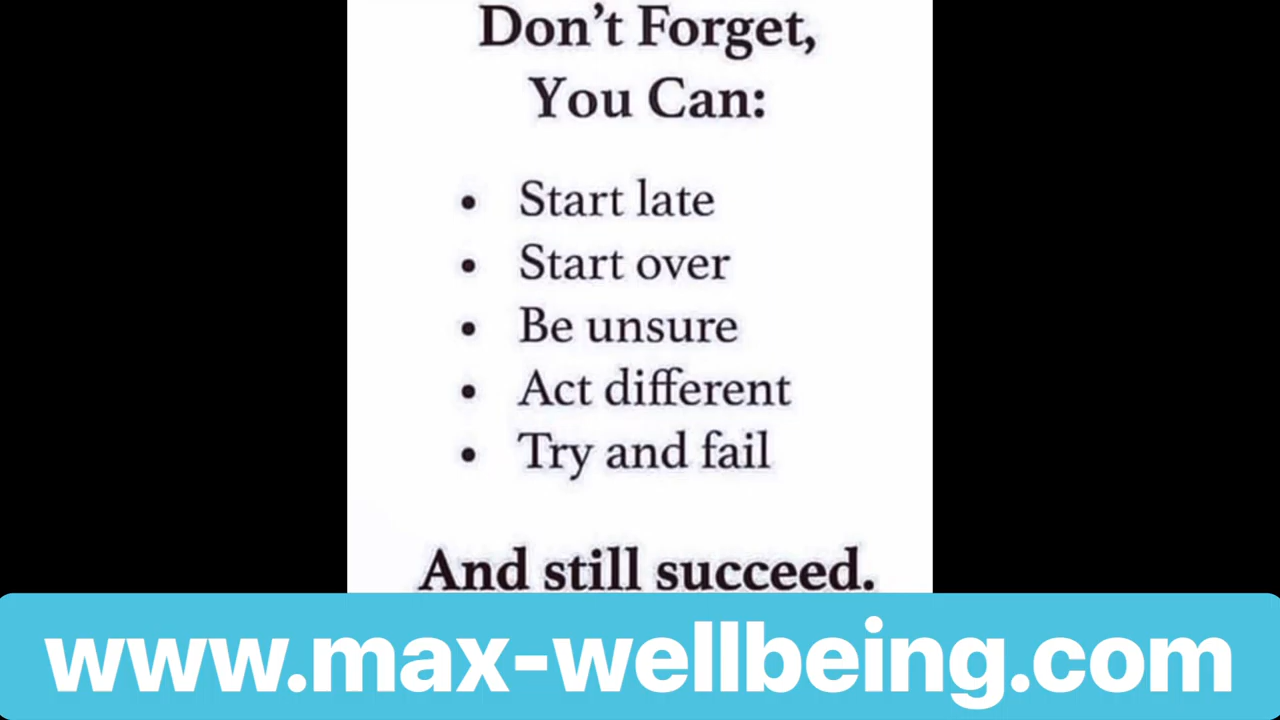 Don’t Forget,
You Can:
• Start late
• Start over
• Be unsure
• Act different
• Try and fail
And still succeed.
www.max-wellbeing.com